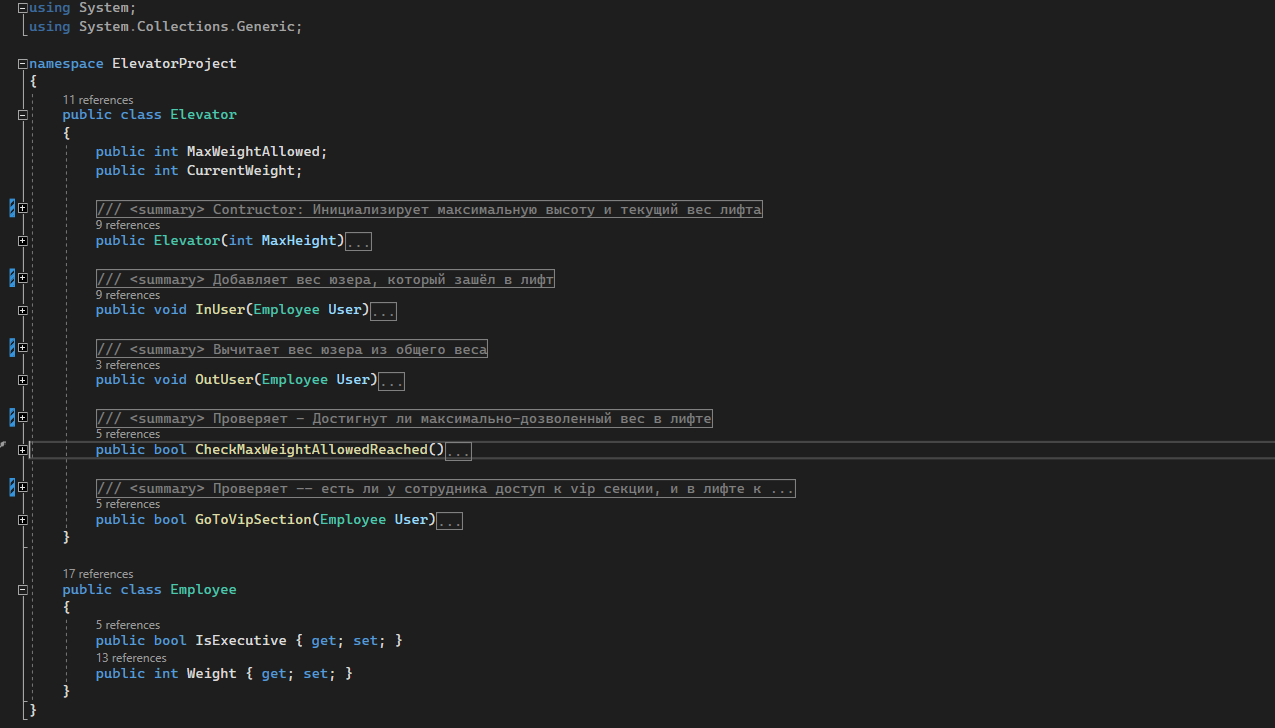 using System;
using System.Collections.Generic;
namespace ElevatorProject
{
11 references
public class Elevator
{
public int MaxWeightAllowed;
public int CurrentWeight;
/// <summary> Contructor: Инициализирует максимальную высоту и текущий вес лифта
9 references
public Elevator(int MaxHeight)...
/// <summary> Добавляет вес юзера, который зашёл в лифт
9 references
public void InUser(Employee User)...
/// <summary> Вычитает вес юзера из общего веса
3 references
public void OutUser(Employee User)...
/// <summary> Проверяет - Достигнут ли максимально-дозволенный вес в лифте
5 references
public bool CheckMaxWeightAllowedReached()...
/// <summary> Проверяет -- есть ли у сотрудника доступ к vip секции, и в лифте к ...
5 references
public bool GoToVipSection(Employee User)...
}
17 references
public class Employee
{
5 references
public bool IsExecutive { get; set; }
13 references
public int Weight { get; set; }
}
}